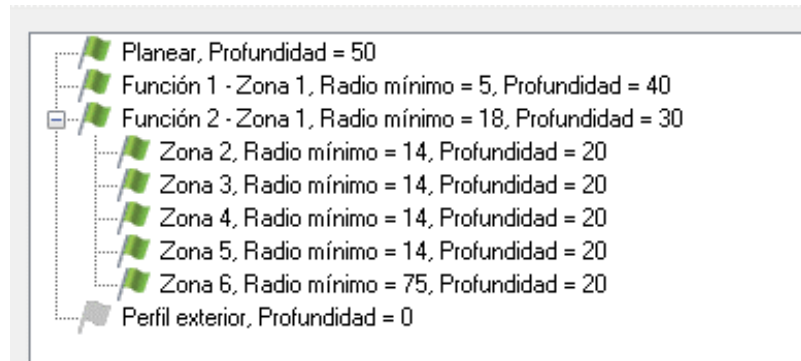 Planear, Profundidad = 50
Función 1 - Zona 1, Radio mínimo = 5, Profundidad = 40
Función 2 - Zona 1, Radio mínimo = 18, Profundidad = 30
Zona 2, Radio mínimo = 14, Profundidad = 20
Zona 3, Radio mínimo = 14, Profundidad = 20
Zona 4, Radio mínimo = 14, Profundidad = 20
Zona 5, Radio mínimo = 14, Profundidad = 20
Zona 6, Radio mínimo = 75, Profundidad = 20
Perfil exterior, Profundidad = 0